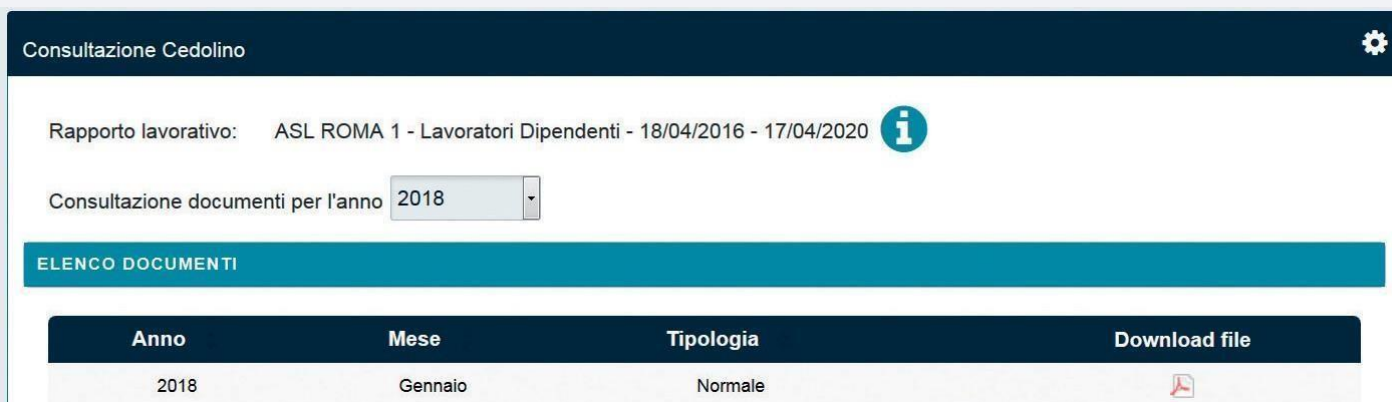 Consultazione Cedolino
Rapporto lavorativo: ASL ROMA 1 - Lavoratori Dipendenti - 18/04/2016 - 17/04/2020
Consultazione documenti per l'anno 2018
ELENCO DOCUMENTI
Anno Mese Tipologia Download file
2018 Gennaio Normale